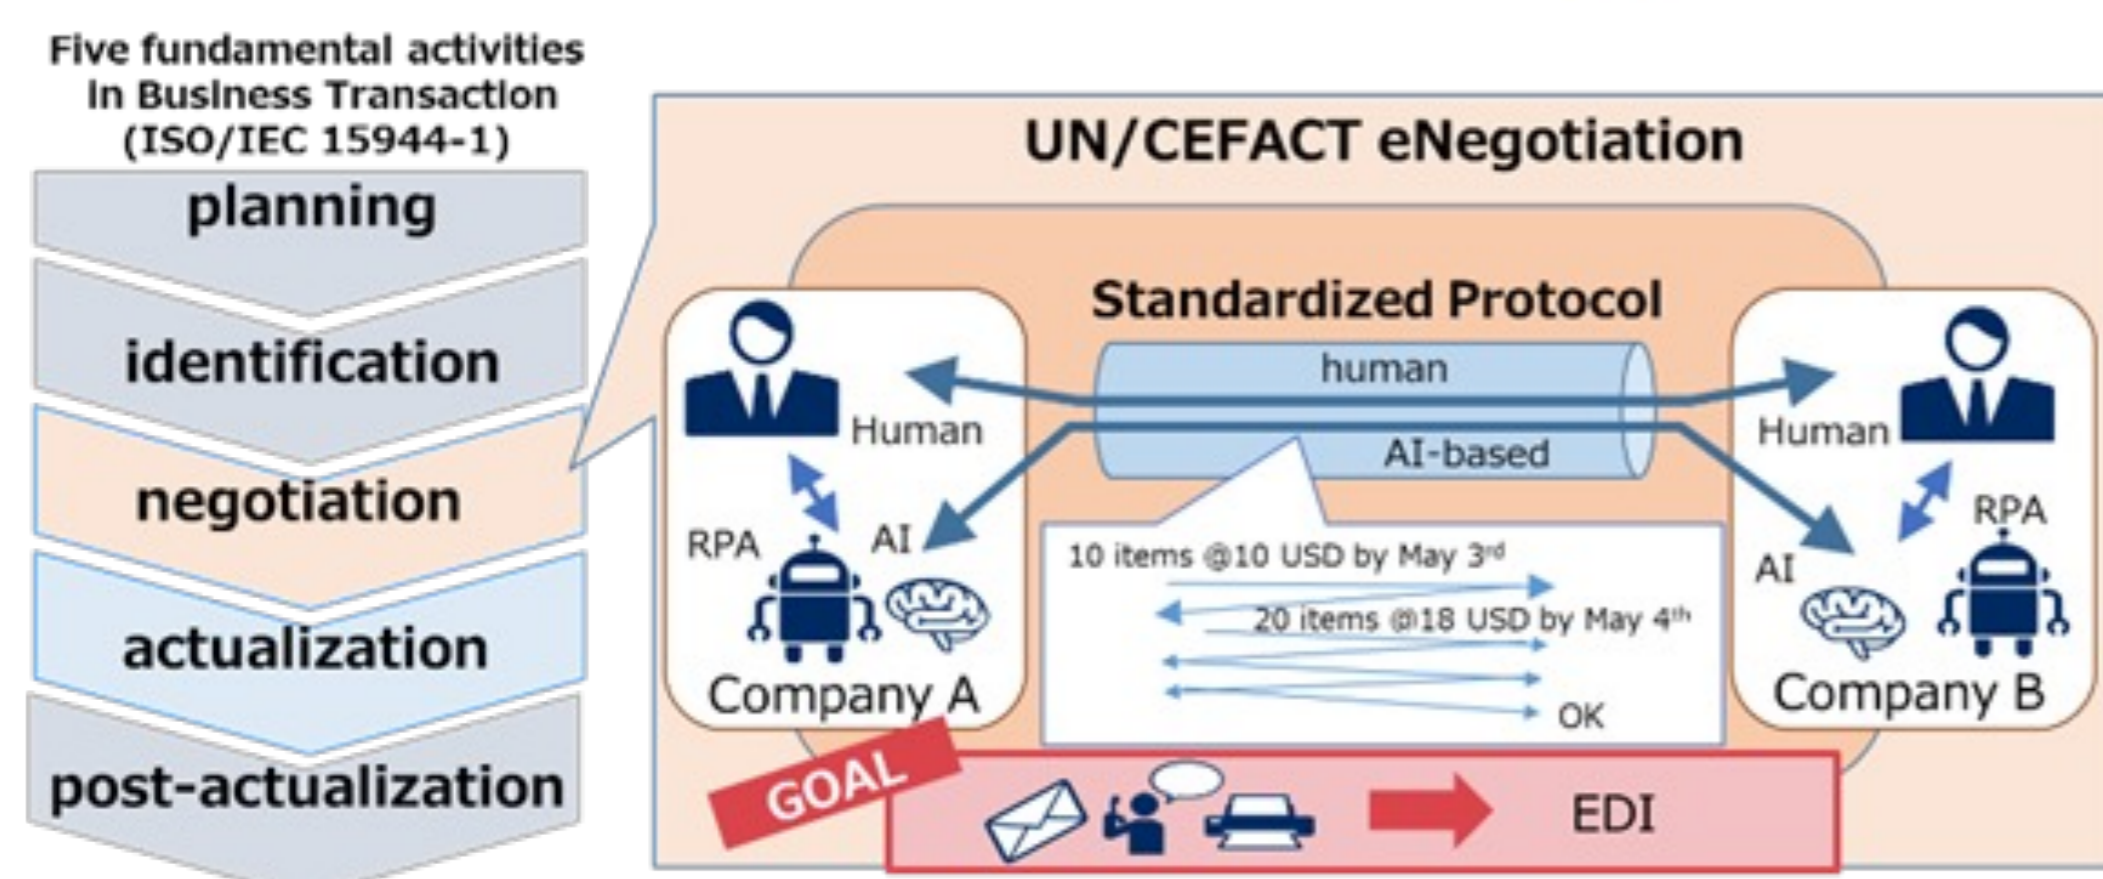 Five fundamental activities
in Business Transaction
(ISO/IEC 15944-1)
planning
identification
negotiation
actualization
post-actualization
UN/CEFACT eNegotiation
Standardized Protocol
human
AI-based
Human
RPA
AI
Company A
10 items @10 USD by May 3rd
20 items @18 USD by May 4th
OK
Human
RPA
AI
Company B
GOAL
EDI